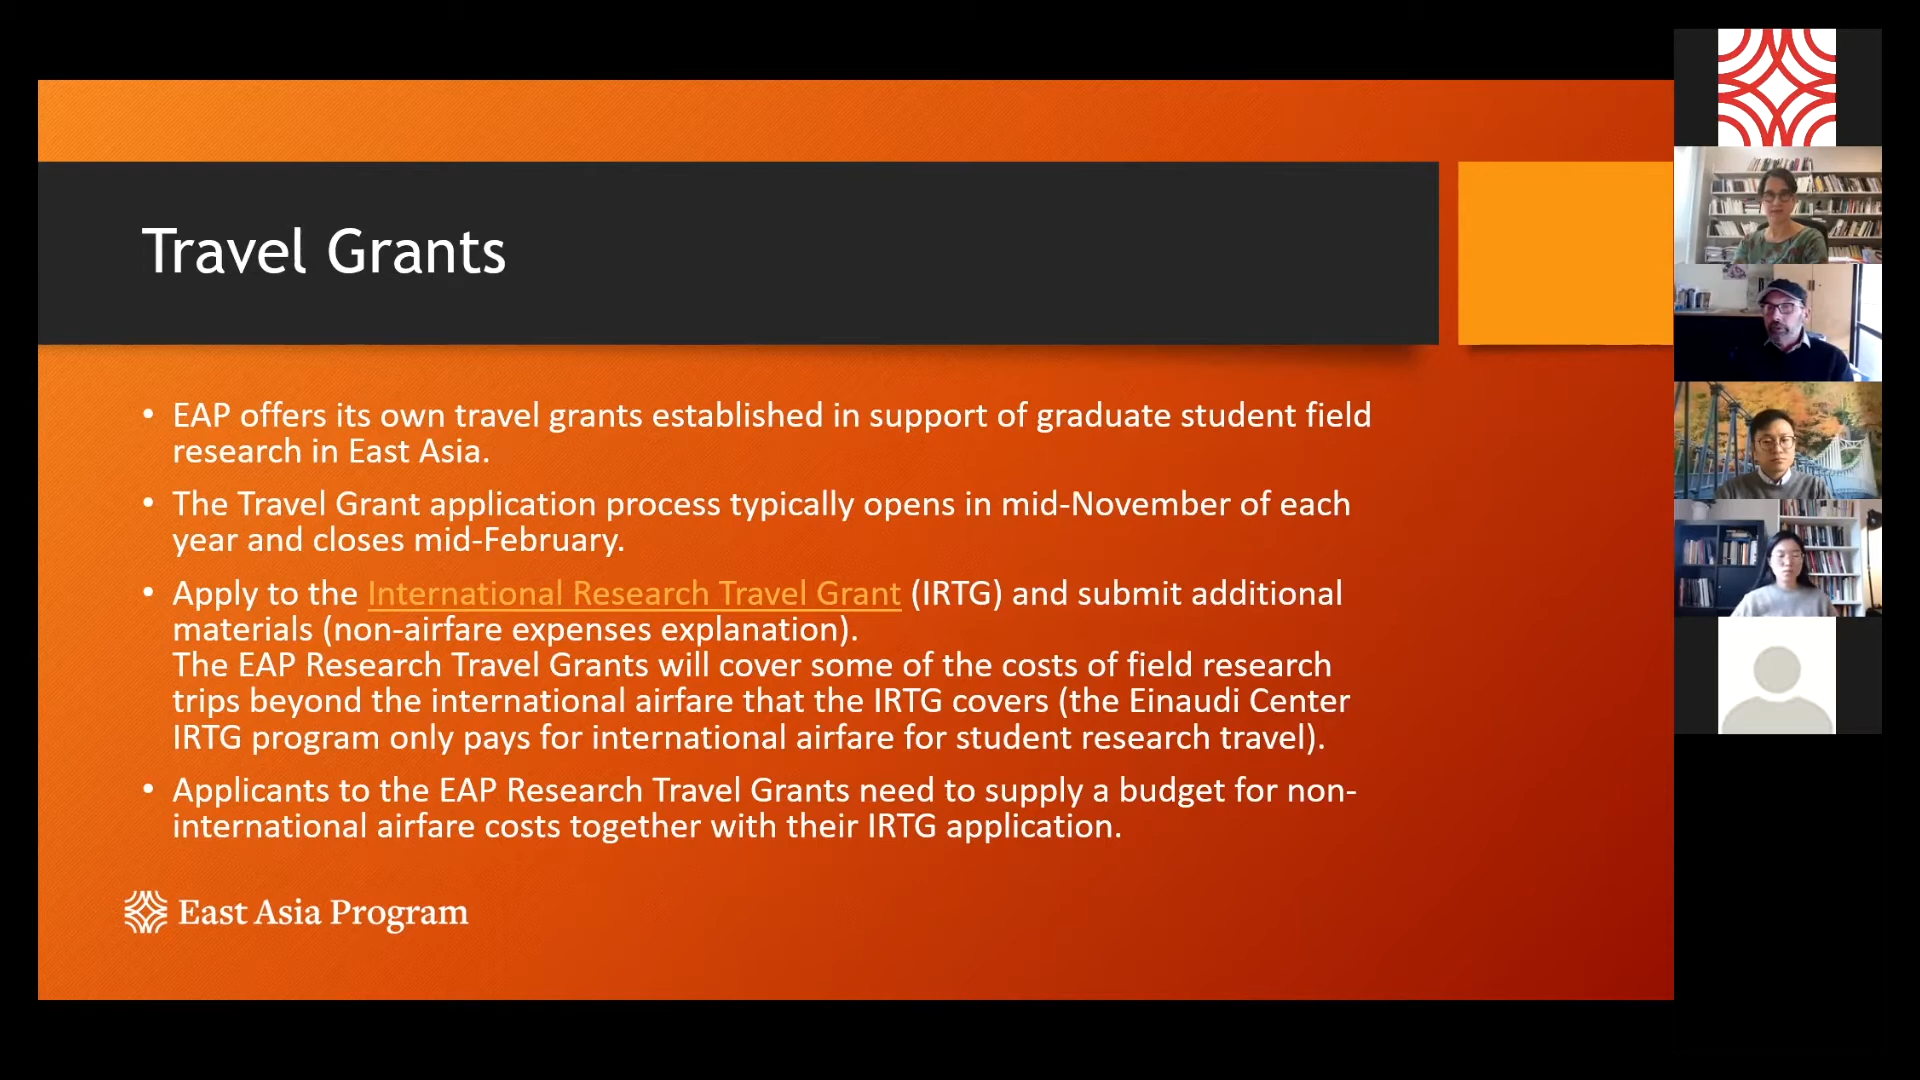 Travel Grants
• EAP offers its own travel grants established in support of graduate student field
research in East Asia.
• The Travel Grant application process typically opens in mid-November of each
year and closes mid-February.
• Apply to the International Research Travel Grant (IRTG) and submit additional
materials (non-airfare expenses explanation).
The EAP Research Travel Grants will cover some of the costs of field research
trips beyond the international airfare that the IRTG covers (the Einaudi Center
IRTG program only pays for international airfare for student research travel).
• Applicants to the EAP Research Travel Grants need to supply a budget for non-
international airfare costs together with their IRTG application.
East Asia Program